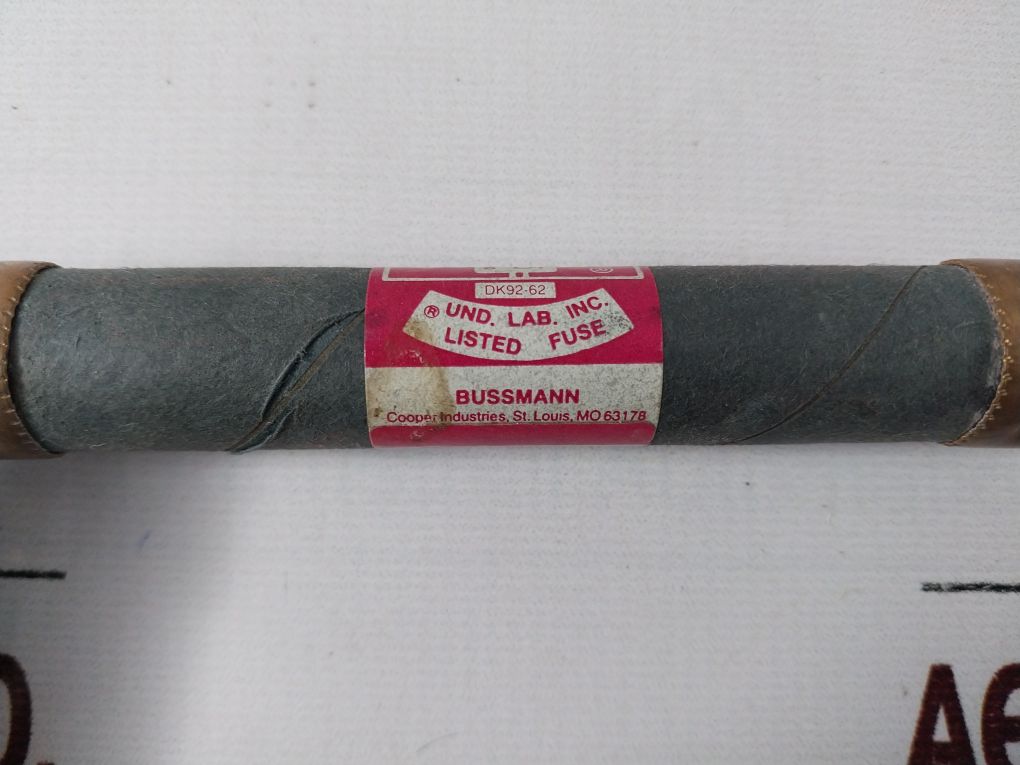 DK92-62
® UND. LAB. INC.
LISTED FUSE
BUSSMANN
Cooper Industries, St. Louis, MO 63178